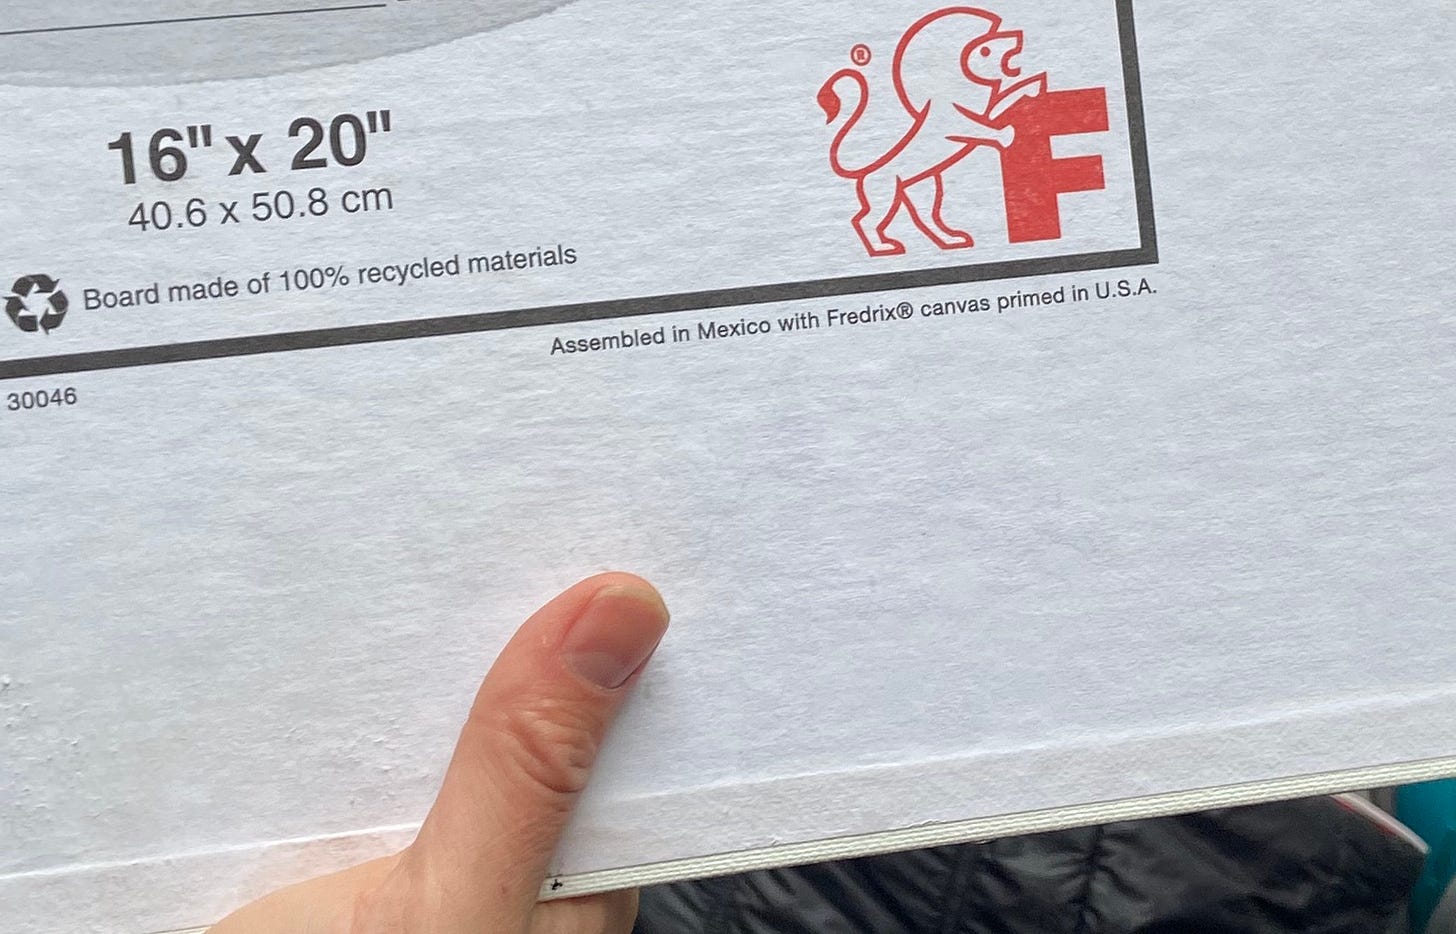 16" x 20"
40.6 x 50.8 cm
Board made of 100% recycled materials
®
F
Assembled in Mexico with Fredrix® canvas primed in U.S.A.
30046